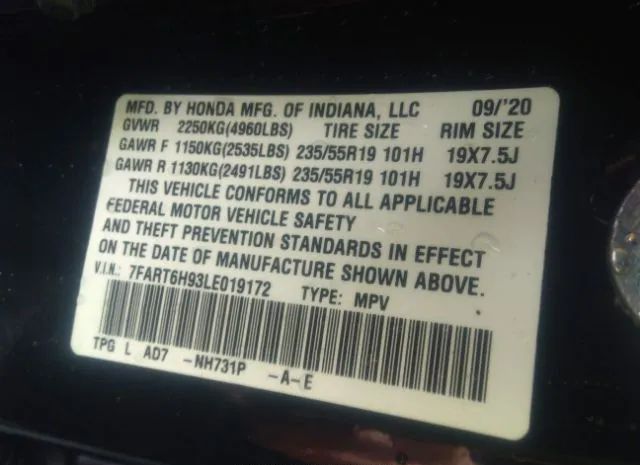 MFD. BY HONDA MFG. OF INDIANA, LLC 09/'20
GVWR 2250KG(4960LBS) TIRE SIZE RIM SIZE
GAWR F 1150KG(2535LBS) 235/55R19 101H 19X7.5J
GAWR R 1130KG(2491LBS) 235/55R19 101H 19X7.5J
THIS VEHICLE CONFORMS TO ALL APPLICABLE
FEDERAL MOTOR VEHICLE SAFETY
AND THEFT PREVENTION STANDARDS IN EFFECT
ON THE DATE OF MANUFACTURE SHOWN ABOVE.
V.I.N.: 7FART6H93LE019172 TYPE: MPV
TPG L AD7 -NH731P -A-E